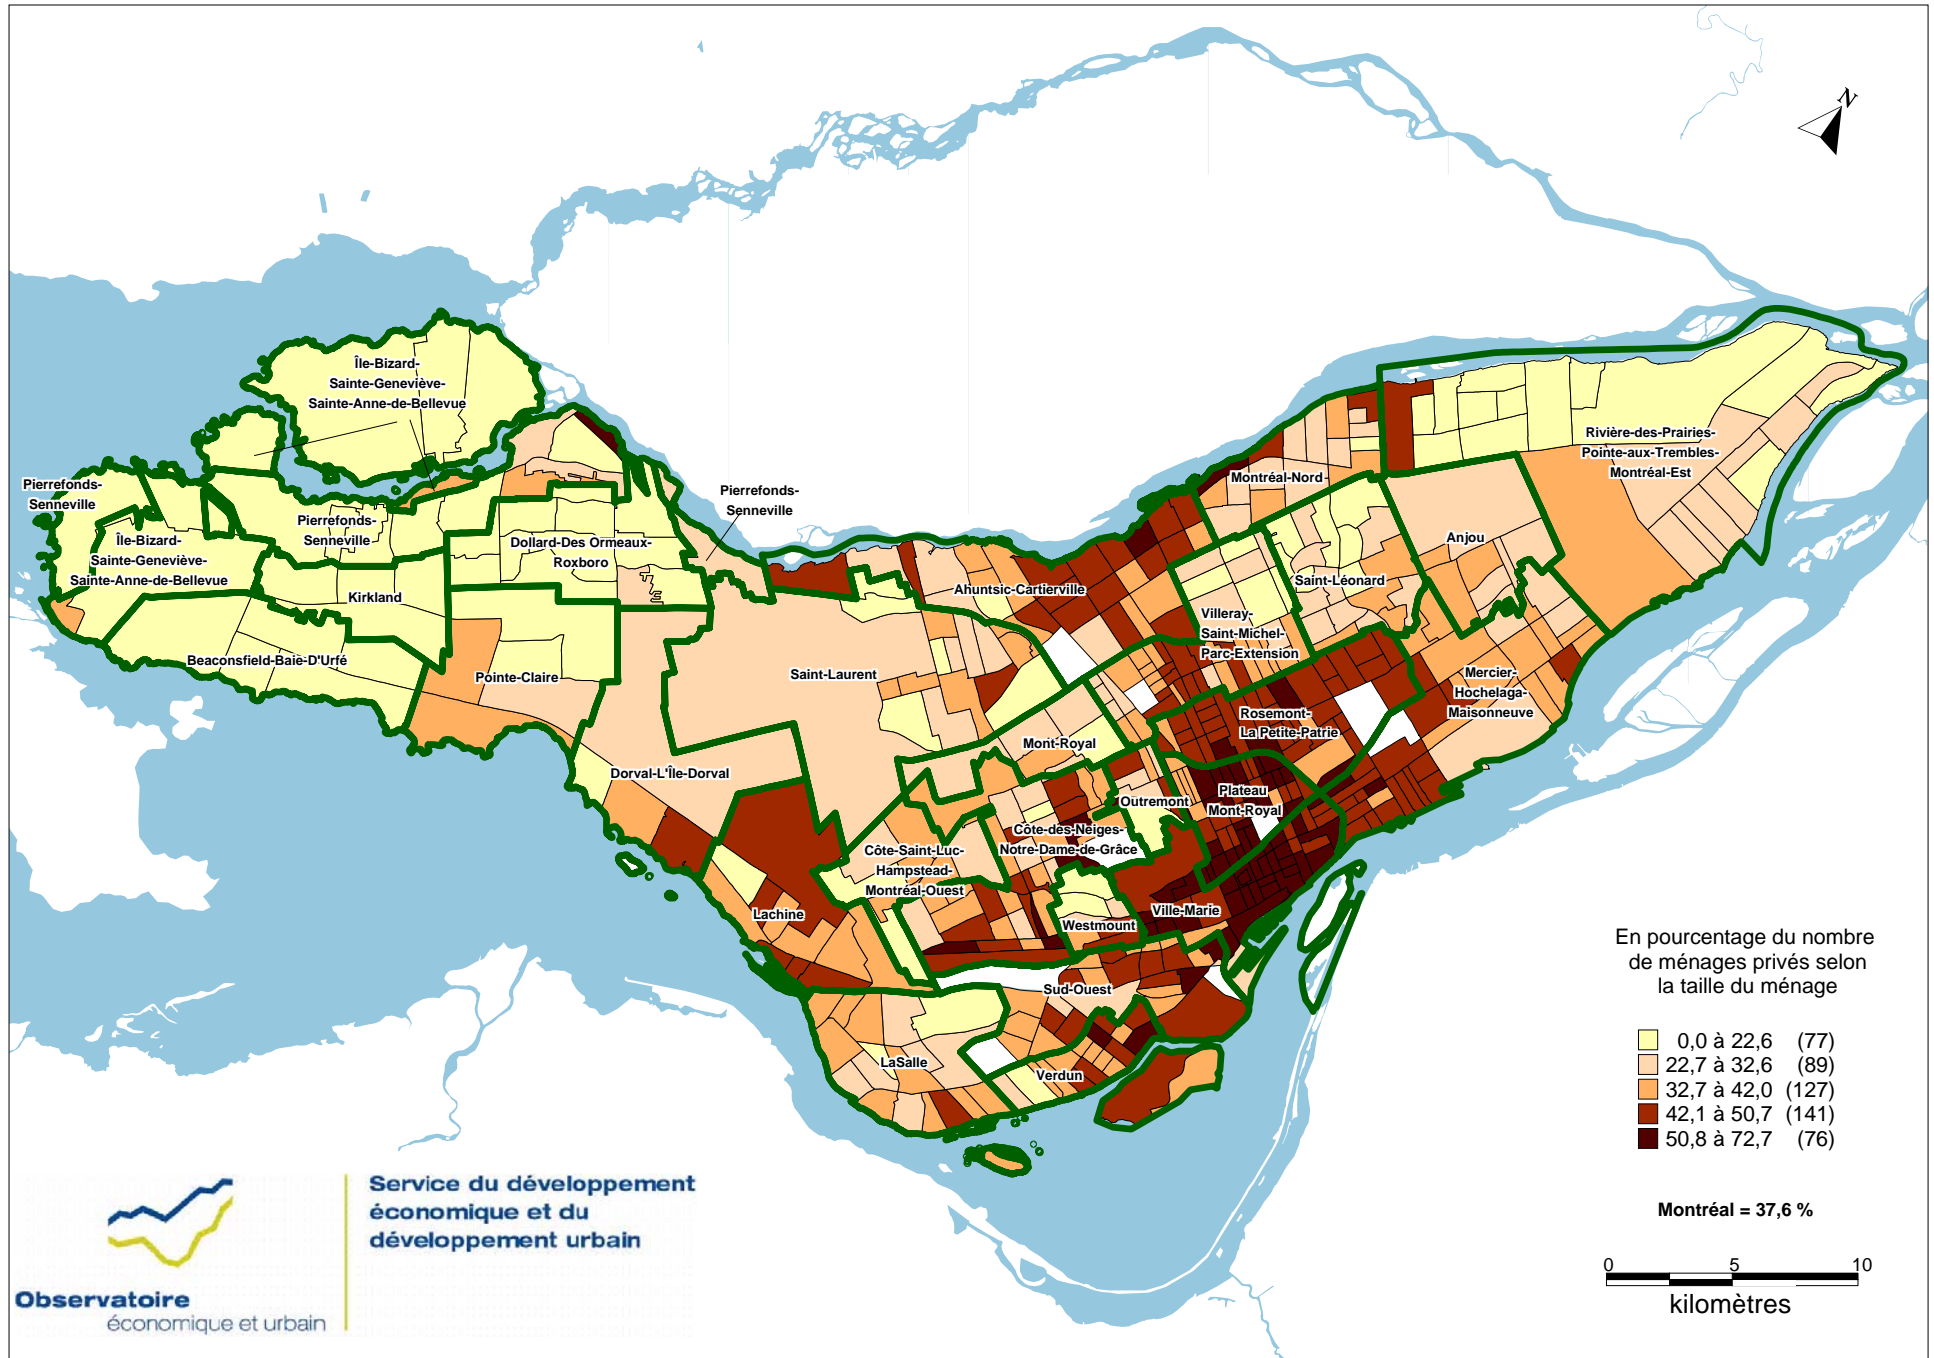 N
Île-Bizard-
Sainte-Geneviève-
Sainte-Anne-de-Bellevue
Pierrefonds-
Senneville
Pierrefonds-
Senneville
Pierrefonds-
Senneville
Île-Bizard-
Sainte-Geneviève-
Sainte-Anne-de-Bellevue
Dollard-Des Ormeaux-
Roxboro
Kirkland
Beaconsfield-Baie-D'Urfé
Pointe-Claire
Dorval-L'Île-Dorval
Saint-Laurent
Ahuntsic-Cartierville
Montréal-Nord
Rivière-des-Prairies-
Pointe-aux-Trembles-
Montréal-Est
Anjou
Saint-Léonard
Villeray-
Saint-Michel-
Parc-Extension
Mercier-
Hochelaga-
Maisonneuve
Rosemont-
La Petite-Patrie
Mont-Royal
Plateau
Mont-Royal
Outremont
Côte-des-Neiges-
Notre-Dame-de-Grâce
Côte-Saint-Luc-
Hampstead-
Montréal-Ouest
Lachine
Westmount
Ville-Marie
Sud-Ouest
LaSalle
Verdun
En pourcentage du nombre
de ménages privés selon
la taille du ménage
0,0 à 22,6 (77)
22,7 à 32,6 (89)
32,7 à 42,0 (127)
42,1 à 50,7 (141)
50,8 à 72,7 (76)
Montréal = 37,6 %
0 5 10
kilomètres
Service du développement
économique et du
développement urbain
Observatoire
économique et urbain